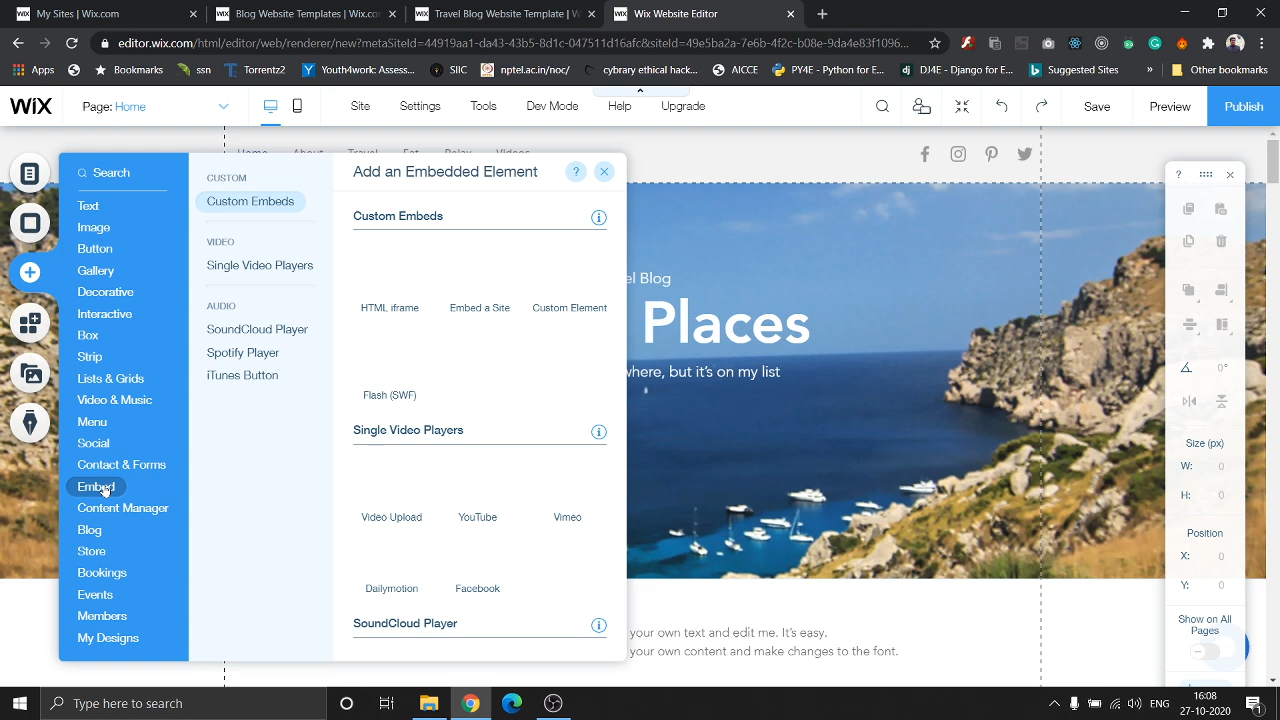 My Sites | Wix.com
Blog Website Templates | Wix.cor
Travel Blog Website Template | W
Wix Website Editor
editor.wix.com/html/editor/web/renderer/new?metaSiteId=44919aa1-d443-43b5-8d1c-047511d16afc&siteId=49e5ba2a-7e6b-4f2c-b08e-9da4e83f1096...
Apps
Bookmarks
ssn
Torrentz2
Youth4work: Assess...
SIIC
nptel.ac.in/noc/
cybrary ethical hack...
AICCE
PY4E - Python for E...
DJ4E - Django for E...
Suggested Sites
»
Other bookmarks
WiX
Page: Home
Site
Settings
Tools
Dev Mode
Help
Upgrade
Save
Preview
Publish
Home About Travel Eat Relax Videos
Search
Text
Image
Button
Gallery
Decorative
Interactive
Box
Strip
Lists & Grids
Video & Music
Menu
Social
Contact & Forms
Embed
Content Manager
Blog
Store
Bookings
Events
Members
My Designs
CUSTOM
Custom Embeds
VIDEO
Single Video Players
AUDIO
SoundCloud Player
Spotify Player
iTunes Button
Add an Embedded Element
?
Custom Embeds
HTML iframe
Embed a Site
Custom Element
Flash (SWF)
Single Video Players
Video Upload
YouTube
Vimeo
Dailymotion
Facebook
SoundCloud Player
el Blog
Places
where, but it's on my list
your own text and edit me. It's easy.
your own content and make changes to the font.
?
0°
Size (px)
W: 0
H: 0
Position
X: 0
Y: 0
Show on All
Pages
Type here to search
ENG
16:08
27-10-2020